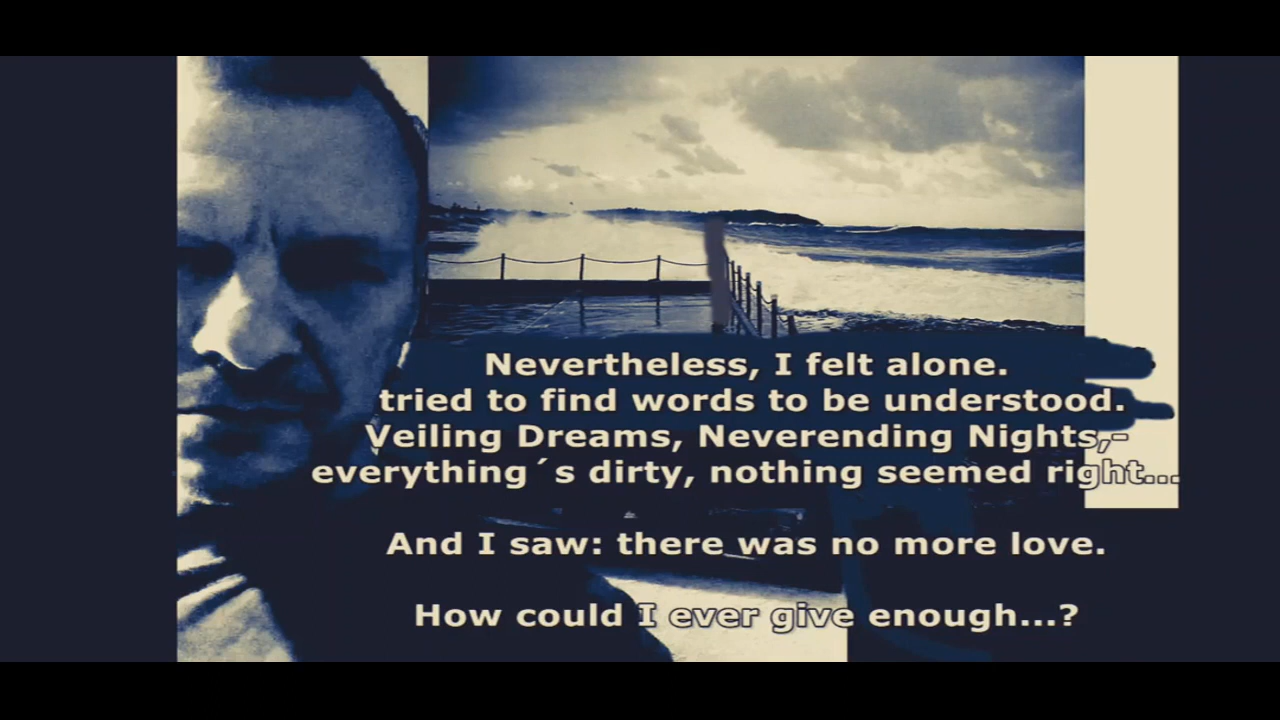 Nevertheless, I felt alone.
tried to find words to be understood.
Veiling Dreams, Neverending Nights,-
everything´s dirty, nothing seemed right...
And I saw: there was no more love.
How could I ever give enough...?